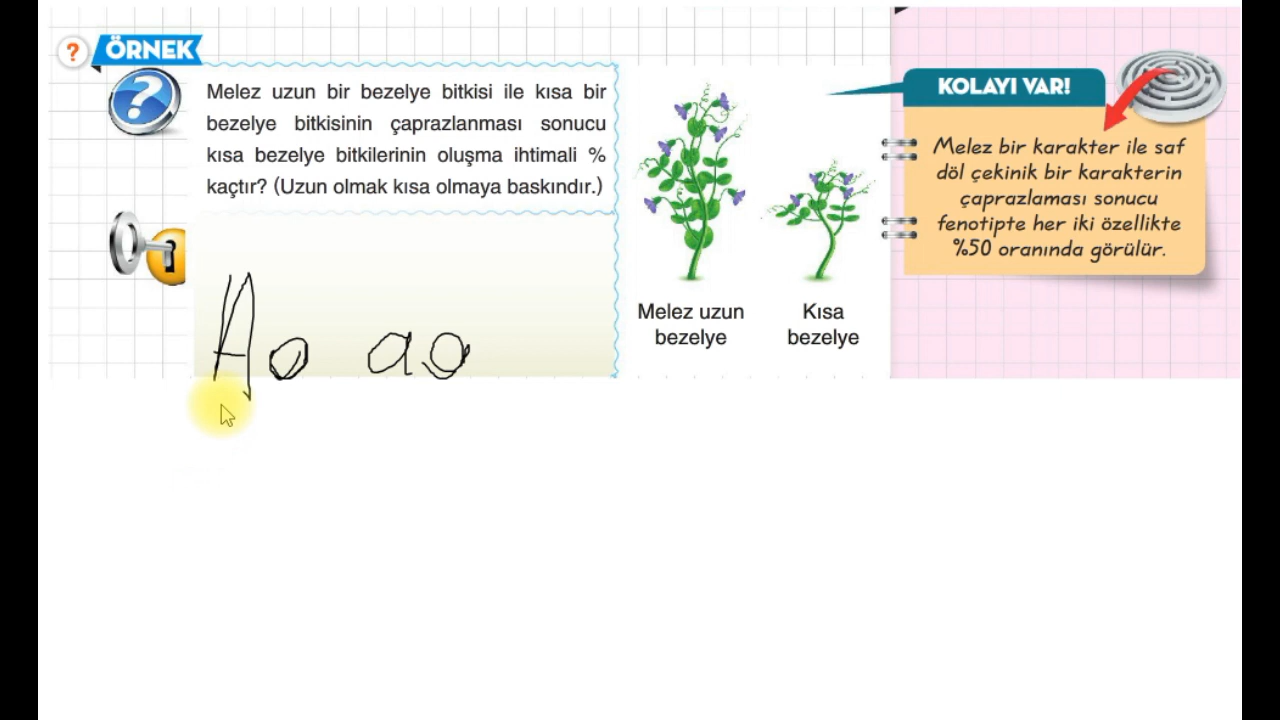 ? ÖRNEK
?
Melez uzun bir bezelye bitkisi ile kısa bir
bezelye bitkisinin çaprazlanması sonucu
kısa bezelye bitkilerinin oluşma ihtimali %
kaçtır? (Uzun olmak kısa olmaya baskındır.)
Aa aa
Melez uzun
bezelye
Kısa
bezelye
KOLAYI VAR!
Melez bir karakter ile saf
döl çekinik bir karakterin
çaprazlaması sonucu
fenotipte her iki özellikte
%50 oranında görülür.